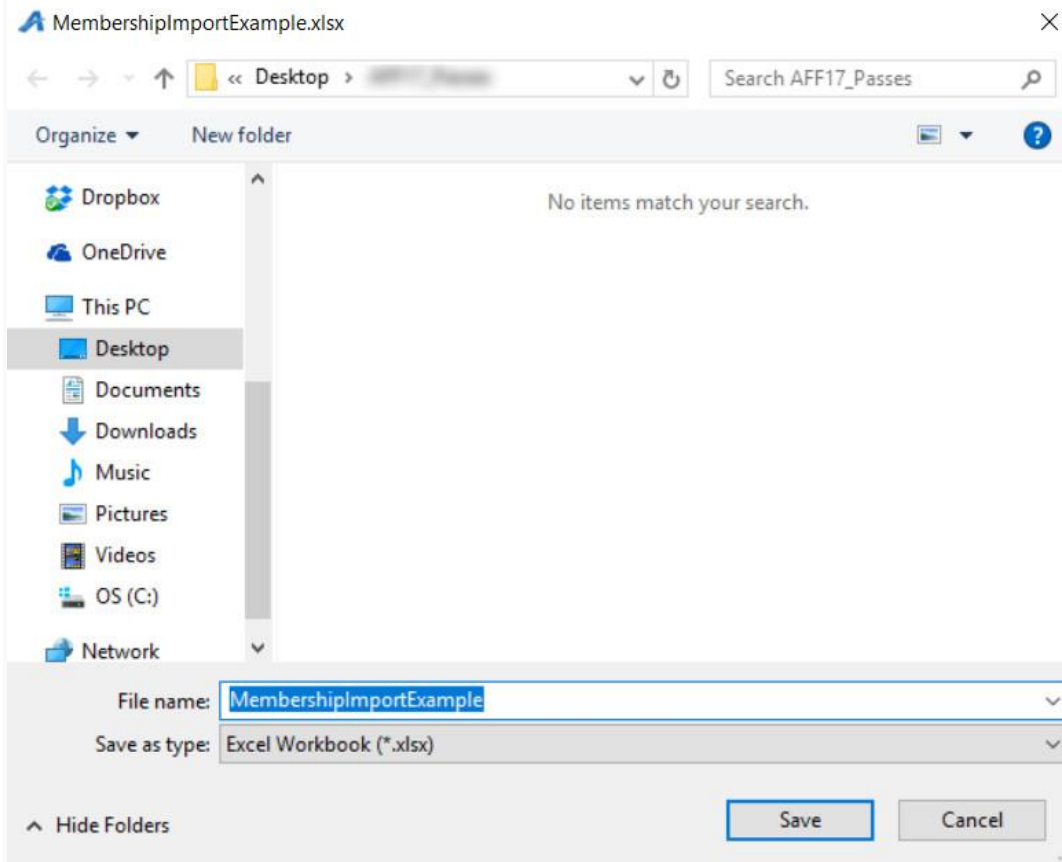 MembershipImportExample.xlsx
« Desktop ›
Search AFF17_Passes
Organize
New folder
Dropbox
No items match your search.
OneDrive
This PC
Desktop
Documents
Downloads
Music
Pictures
Videos
OS (C:)
Network
File name: MembershipImportExample
Save as type: Excel Workbook (*.xlsx)
Hide Folders
Save
Cancel